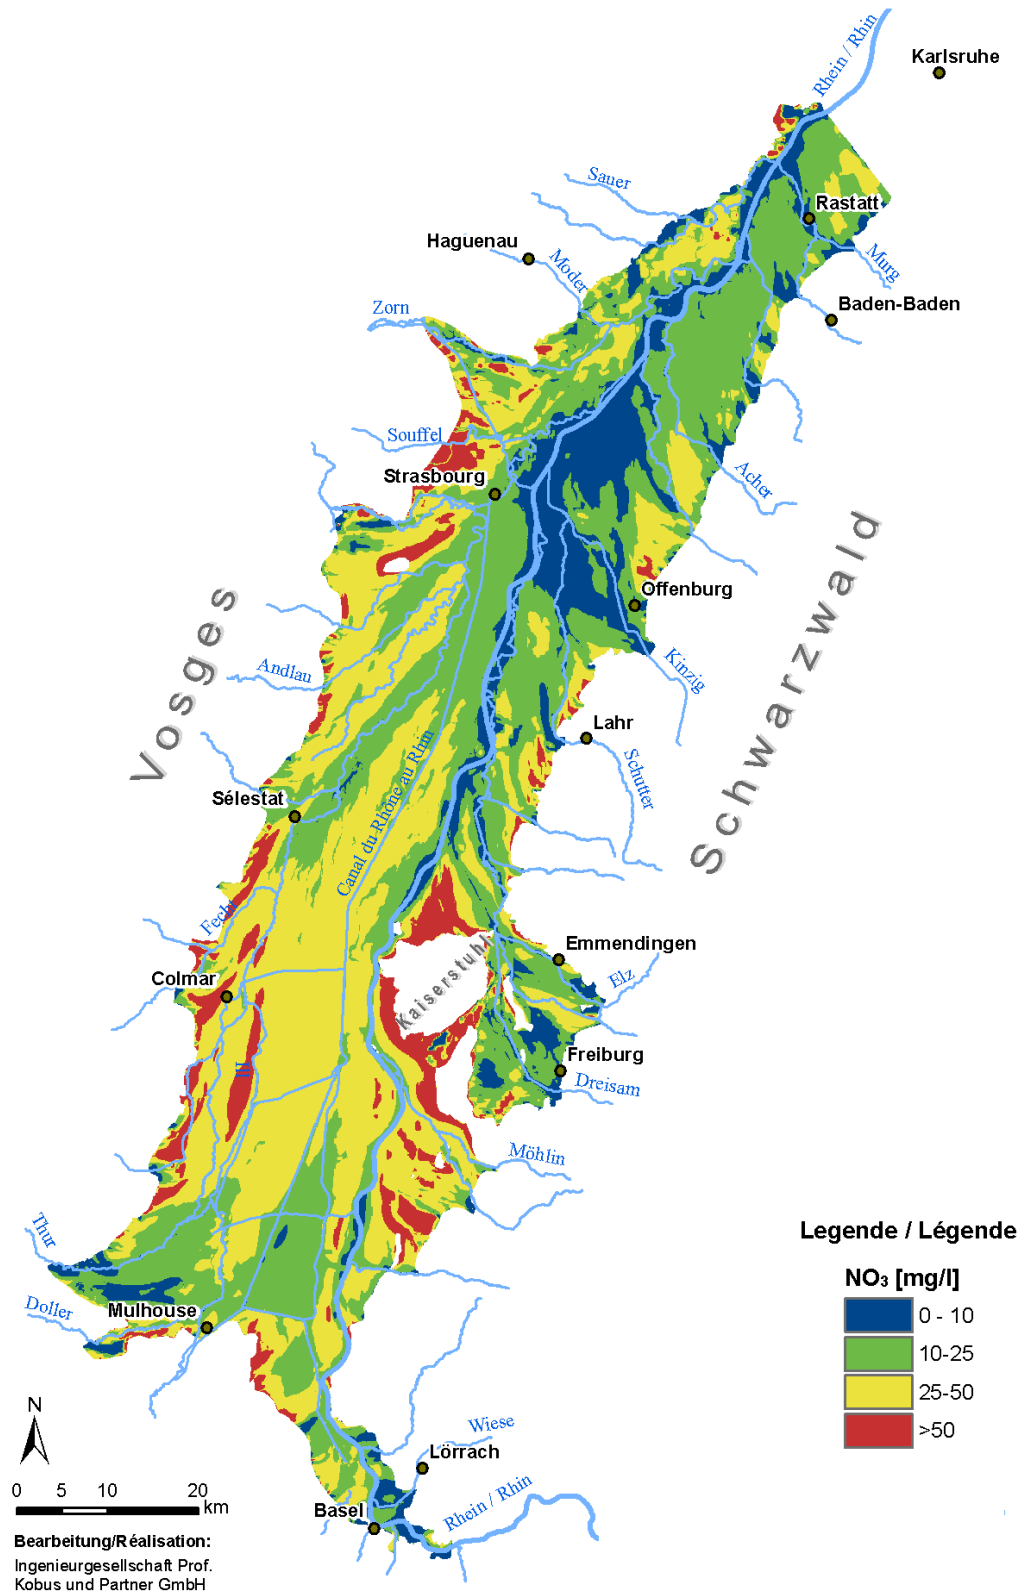 Rhein / Rhin
Karlsruhe
Sauer
Rastatt
Haguenau
Moder
Murg
Zorn
Baden-Baden
Souffel
Strasbourg
Acher
Schwarzwald
Vosges
Offenburg
Andlau
Kinzig
Lahr
Canal du Rhône au Rhin
Schutter
Sélestat
Fecht
Emmendingen
Kaiserstuhl
Elz
Colmar
Ill
Freiburg
Dreisam
Möhlin
Thur
Legende / Légende
NO₃ [mg/l]
0 - 10
10-25
25-50
>50
Doller
Mulhouse
N
Wiese
Lörrach
0 5 10 20
km
Basel
Rhein / Rhin
Bearbeitung/Réalisation:
Ingenieurgesellschaft Prof.
Kobus und Partner GmbH